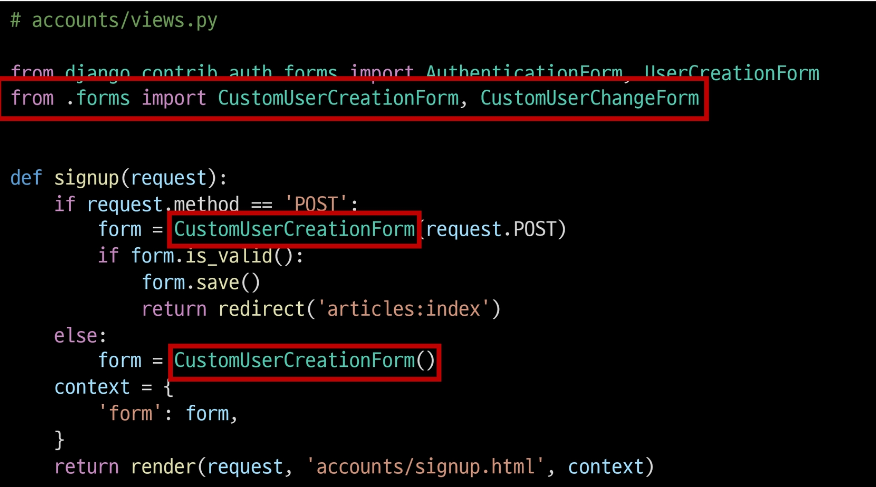 # accounts/views.py
from django.contrib.auth.forms import AuthenticationForm, UserCreationForm
from .forms import CustomUserCreationForm, CustomUserChangeForm
def signup(request):
    if request.method == 'POST':
        form = CustomUserCreationForm(request.POST)
        if form.is_valid():
            form.save()
            return redirect('articles:index')
    else:
        form = CustomUserCreationForm()
    context = {
        'form': form,
    }
    return render(request, 'accounts/signup.html', context)